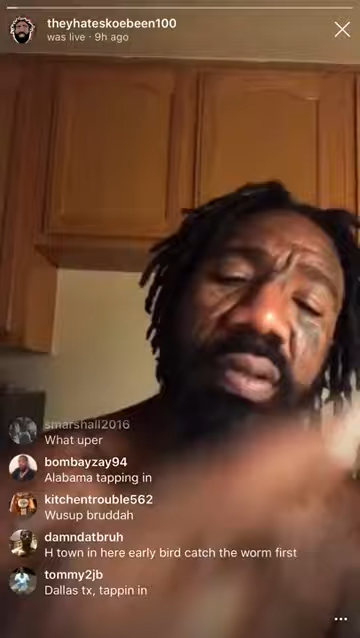 theyhateskoebeen100
was live · 9h ago
smarshall2016
What uper
bombayzay94
Alabama tapping in
kitchentrouble562
Wusup bruddah
damndatbruh
H town in here early bird catch the worm first
tommy2jb
Dallas tx, tappin in